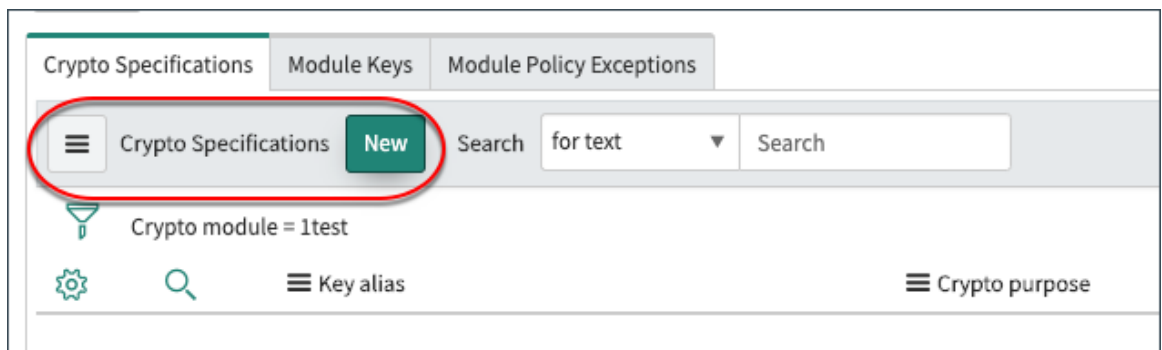 Crypto Specifications Module Keys Module Policy Exceptions
Crypto Specifications New Search for text Search
Crypto module = 1test
Key alias Crypto purpose